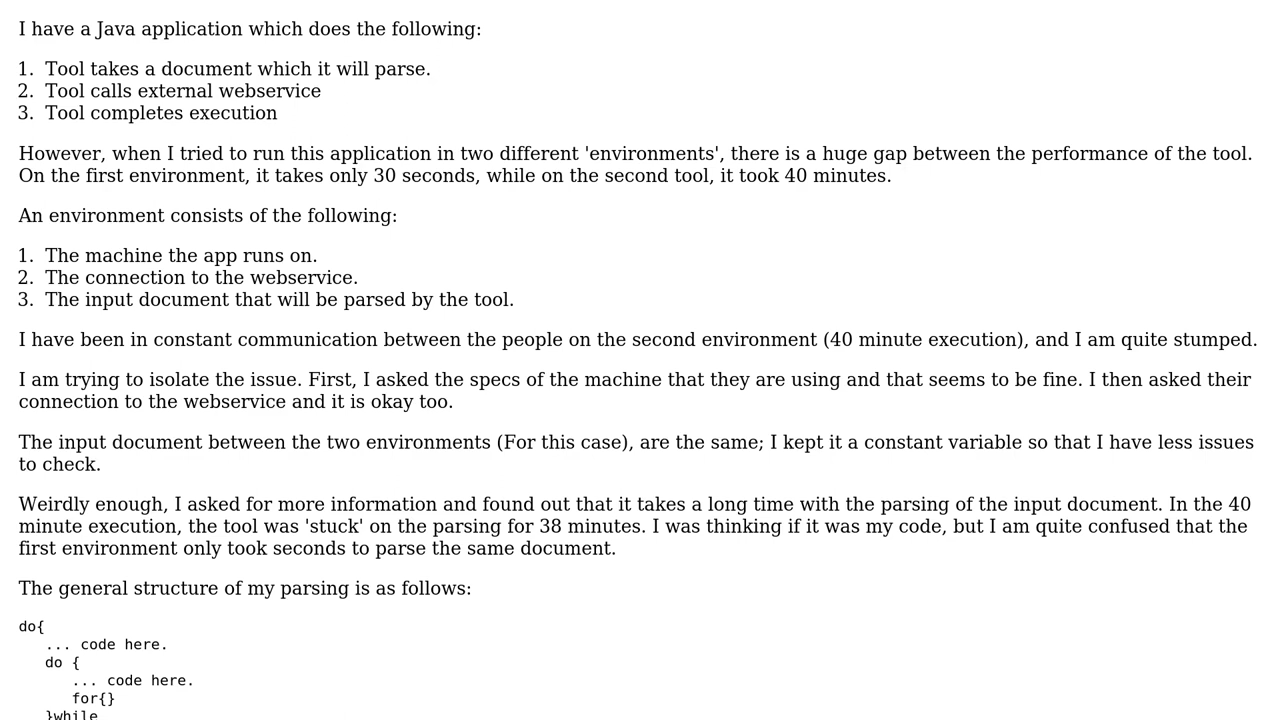 I have a Java application which does the following:
1. Tool takes a document which it will parse.
2. Tool calls external webservice
3. Tool completes execution
However, when I tried to run this application in two different 'environments', there is a huge gap between the performance of the tool.
On the first environment, it takes only 30 seconds, while on the second tool, it took 40 minutes.
An environment consists of the following:
1. The machine the app runs on.
2. The connection to the webservice.
3. The input document that will be parsed by the tool.
I have been in constant communication between the people on the second environment (40 minute execution), and I am quite stumped.
I am trying to isolate the issue. First, I asked the specs of the machine that they are using and that seems to be fine. I then asked their
connection to the webservice and it is okay too.
The input document between the two environments (For this case), are the same; I kept it a constant variable so that I have less issues
to check.
Weirdly enough, I asked for more information and found out that it takes a long time with the parsing of the input document. In the 40
minute execution, the tool was 'stuck' on the parsing for 38 minutes. I was thinking if it was my code, but I am quite confused that the
first environment only took seconds to parse the same document.
The general structure of my parsing is as follows:
do{
... code here.
do {
... code here.
for{}
}while